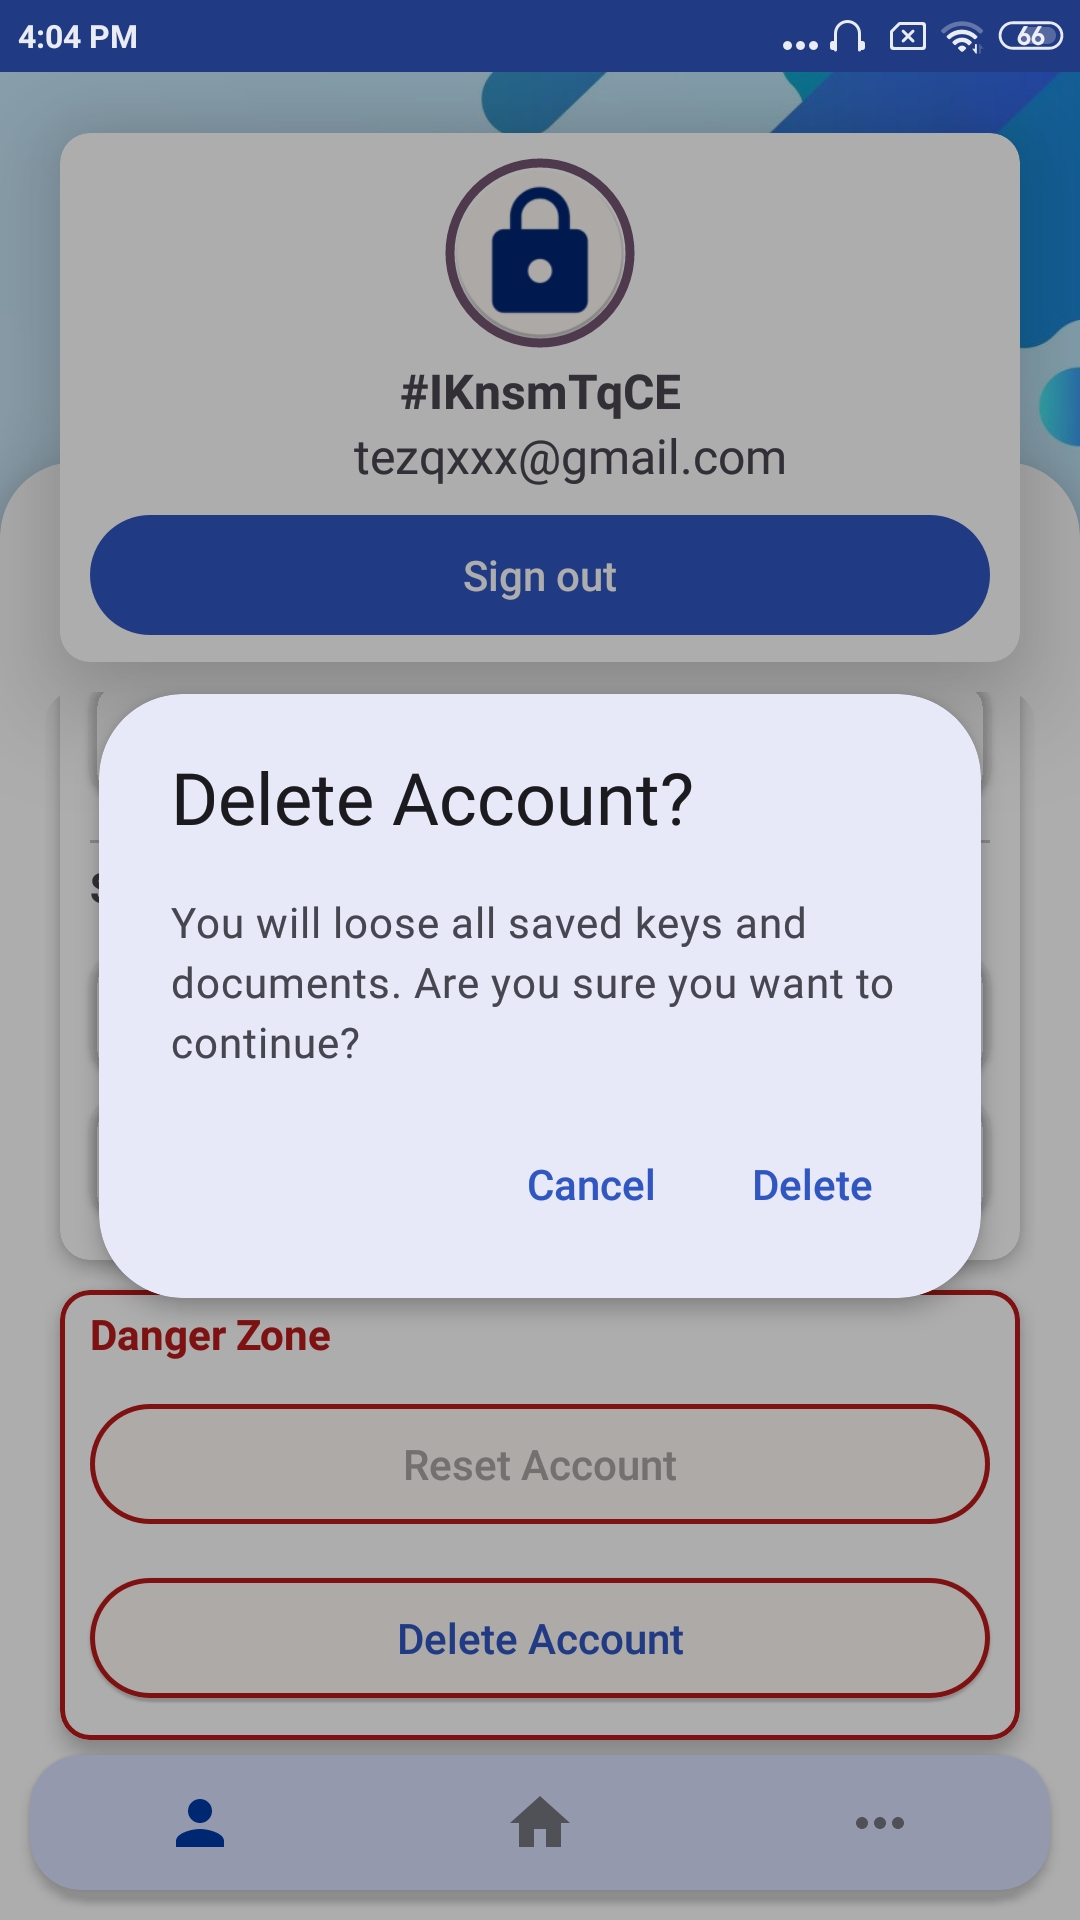 4:04 PM
66
#IKnsmTqCE
tezqxxx@gmail.com
Sign out
Delete Account?
You will loose all saved keys and
documents. Are you sure you want to
continue?
Cancel
Delete
Danger Zone
Reset Account
Delete Account